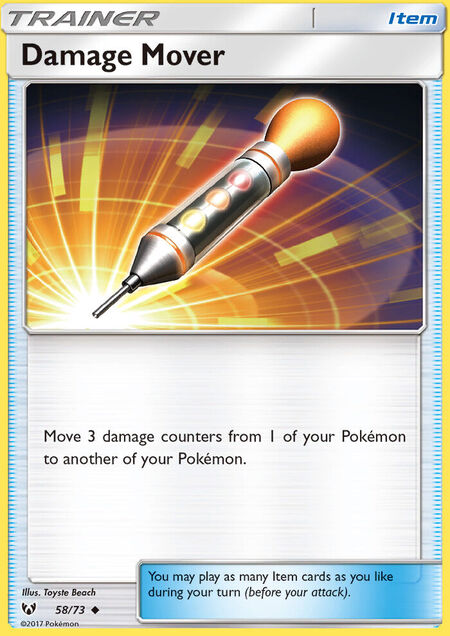 TRAINER Item
Damage Mover
Move 3 damage counters from 1 of your Pokémon
to another of your Pokémon.
Illus. Toyste Beach
58/73
©2017 Pokémon
You may play as many Item cards as you like
during your turn (before your attack).